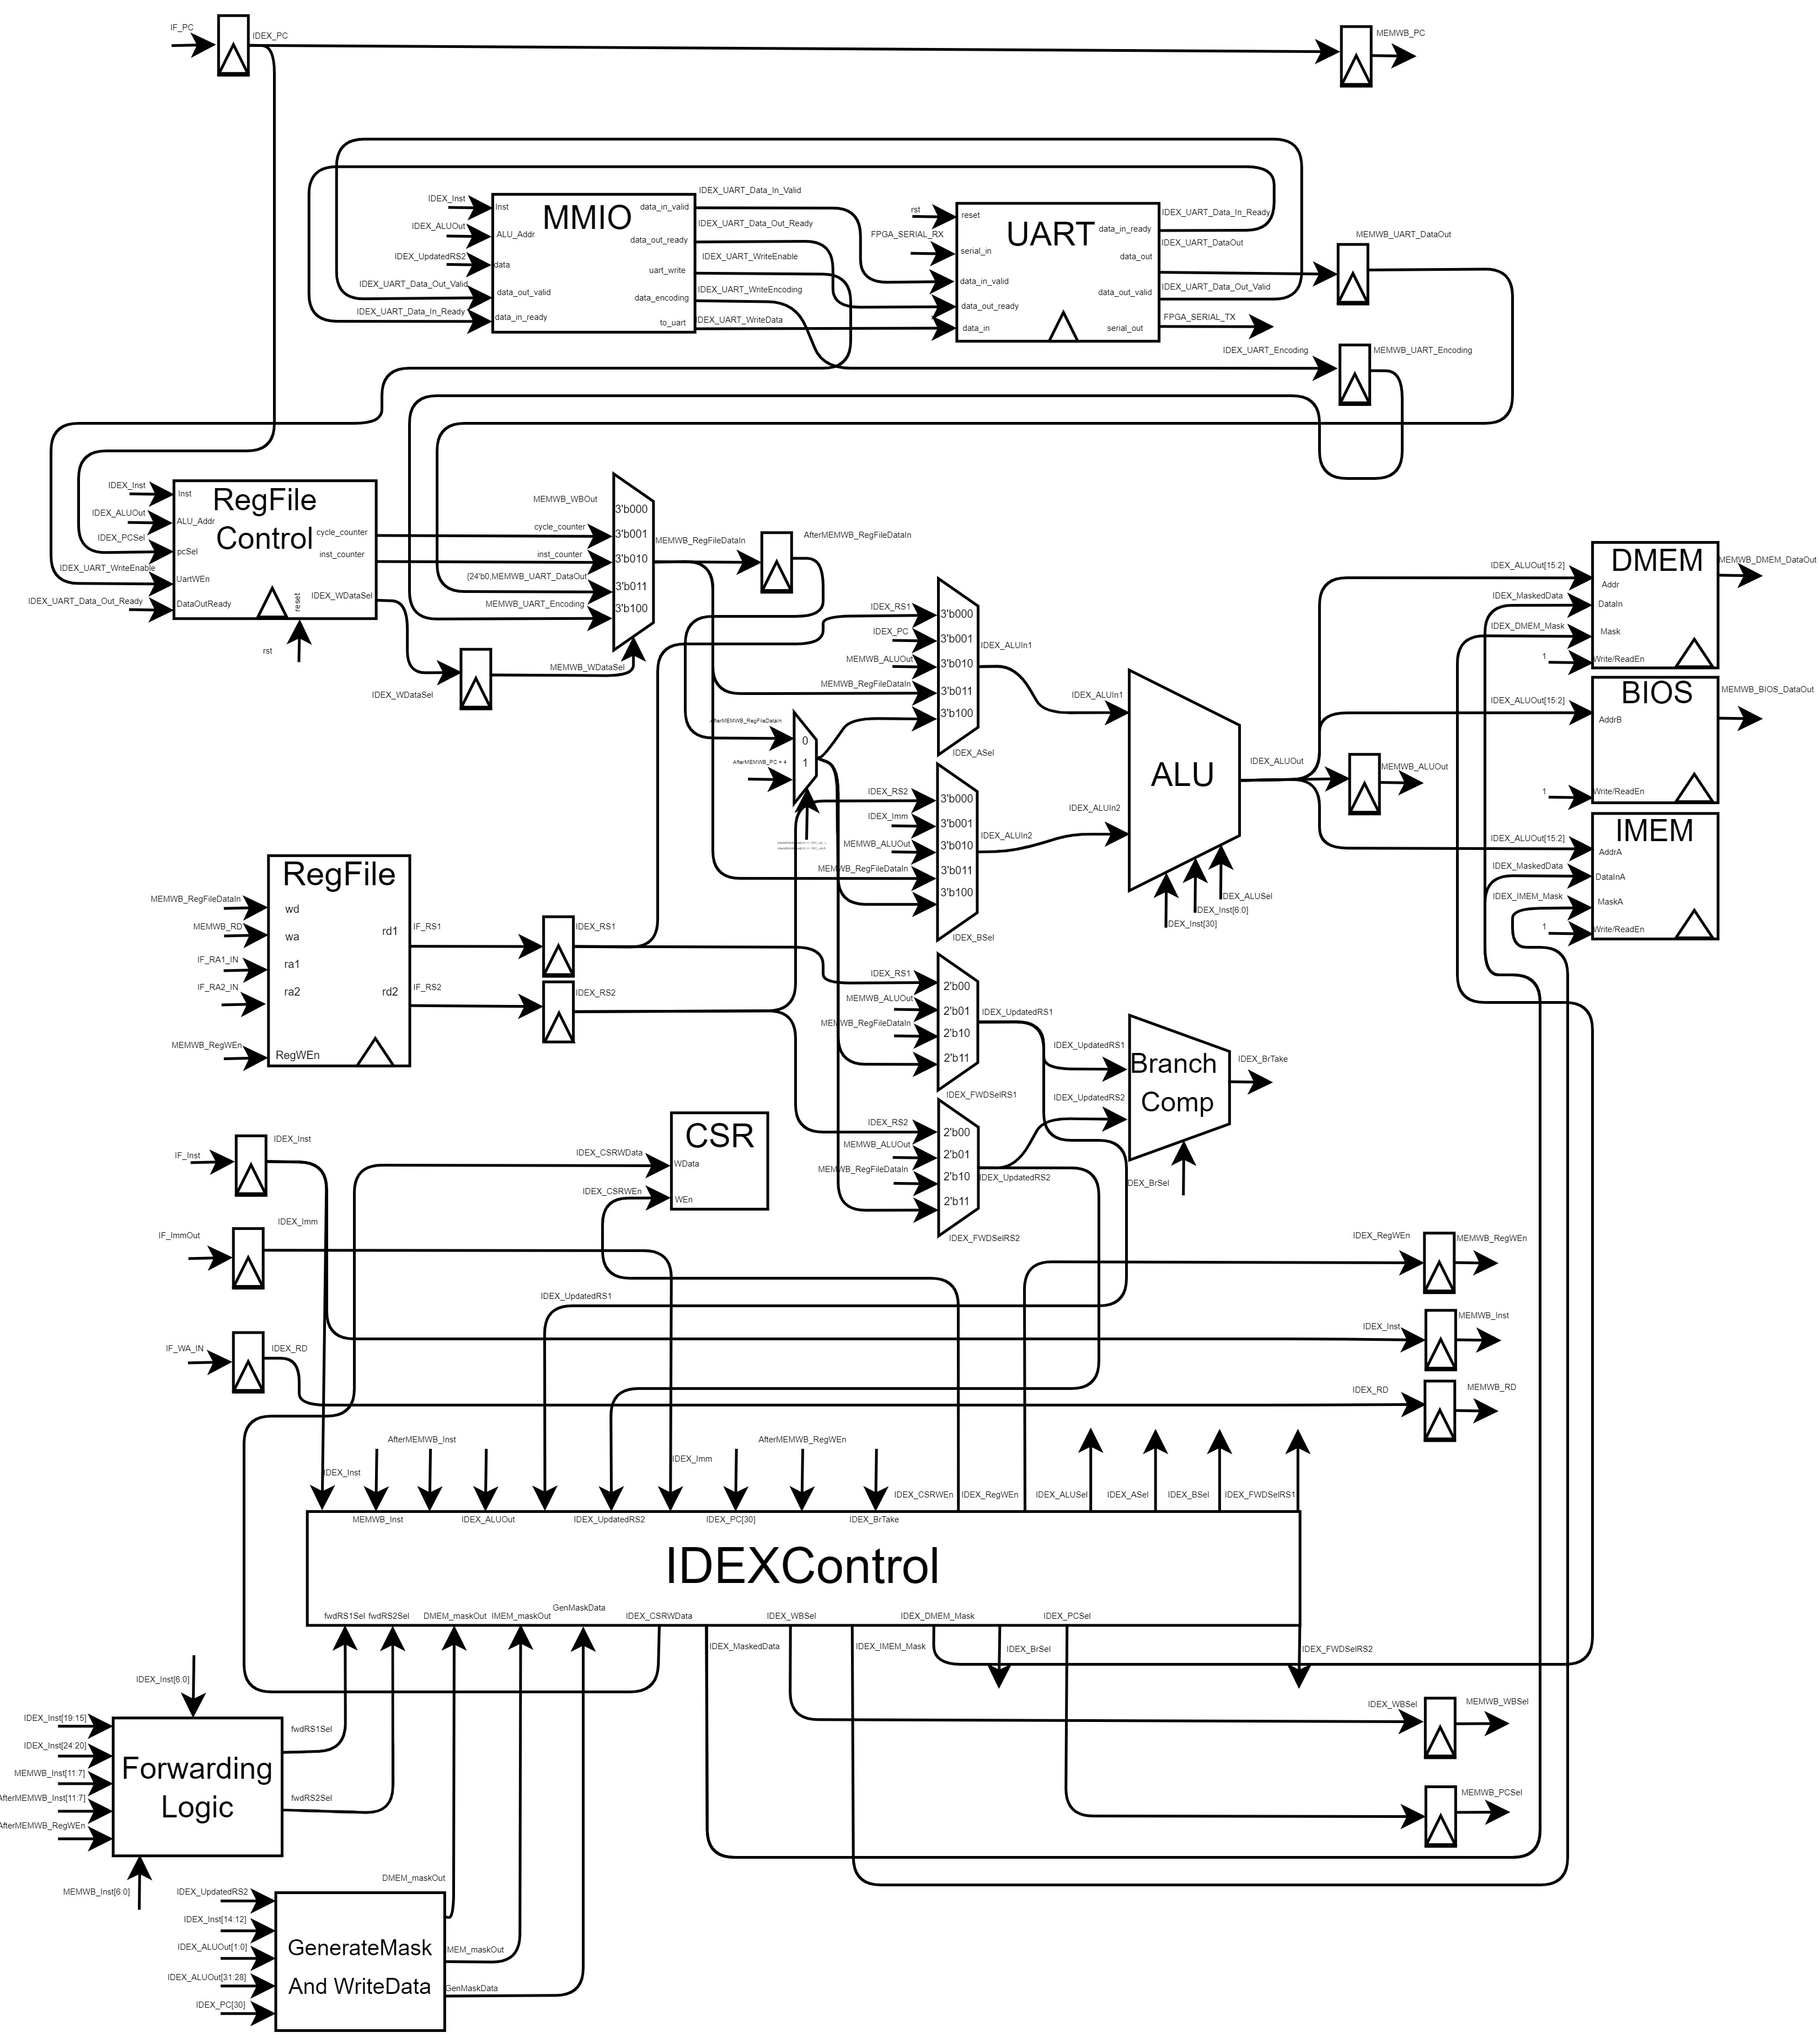 IF_PC
IDEX_PC
MEMWB_PC
MMIO
IDEX_Inst
Inst
IDEX_ALUOut
ALU_Addr
IDEX_UpdatedRS2
data
IDEX_UART_Data_Out_Valid
data_out_valid
IDEX_UART_Data_In_Ready
data_in_ready
data_in_valid
IDEX_UART_Data_In_Valid
data_out_ready
IDEX_UART_Data_Out_Ready
uart_write
IDEX_UART_WriteEnable
data_encoding
IDEX_UART_WriteEncoding
to_uart
IDEX_UART_WriteData
UART
rst
reset
FPGA_SERIAL_RX
serial_in
data_in_valid
data_out_ready
data_in
data_in_ready
IDEX_UART_Data_In_Ready
data_out
IDEX_UART_DataOut
data_out_valid
IDEX_UART_Data_Out_Valid
serial_out
FPGA_SERIAL_TX
MEMWB_UART_DataOut
IDEX_UART_Encoding
MEMWB_UART_Encoding
RegFile
Control
IDEX_Inst
Inst
IDEX_ALUOut
ALU_Addr
IDEX_PCSel
pcSel
IDEX_UART_WriteEnable
UartWEn
IDEX_UART_Data_Out_Ready
DataOutReady
cycle_counter
inst_counter
IDEX_WDataSel
reset
rst
IDEX_WDataSel
MEMWB_WDataSel
MEMWB_WBOut
cycle_counter
inst_counter
{24'b0,MEMWB_UART_DataOut
MEMWB_UART_Encoding
3'b000
3'b001
3'b010
3'b011
3'b100
MEMWB_RegFileDataIn
AfterMEMWB_RegFileDataIn
AfterMEMWB_RegFileDataIn
AfterMEMWB_PC + 4
0
1
IDEX_RS1
IDEX_PC
MEMWB_ALUOut
MEMWB_RegFileDataIn
3'b000
3'b001
3'b010
3'b011
3'b100
IDEX_ASel
IDEX_ALUIn1
IDEX_RS2
IDEX_Imm
MEMWB_ALUOut
MEMWB_RegFileDataIn
3'b000
3'b001
3'b010
3'b011
3'b100
IDEX_BSel
IDEX_ALUIn2
IDEX_ALUIn1
IDEX_ALUIn2
ALU
IDEX_ALUOut
DEX_ALUSel
DEX_Inst[6:0]
DEX_Inst[30]
MEMWB_ALUOut
DMEM
IDEX_ALUOut[15:2]
Addr
IDEX_MaskedData
DataIn
IDEX_DMEM_Mask
Mask
1
Write/ReadEn
MEMWB_DMEM_DataOut
BIOS
IDEX_ALUOut[15:2]
AddrB
1
Write/ReadEn
MEMWB_BIOS_DataOut
IMEM
IDEX_ALUOut[15:2]
AddrA
IDEX_MaskedData
DataInA
IDEX_IMEM_Mask
MaskA
1
Write/ReadEn
RegFile
MEMWB_RegFileDataIn
wd
MEMWB_RD
wa
IF_RA1_IN
ra1
IF_RA2_IN
ra2
MEMWB_RegWEn
RegWEn
rd1
IF_RS1
rd2
IF_RS2
IDEX_RS1
IDEX_RS2
IDEX_RS1
MEMWB_ALUOut
MEMWB_RegFileDataIn
2'b00
2'b01
2'b10
2'b11
IDEX_FWDSelRS1
IDEX_UpdatedRS1
IDEX_RS2
MEMWB_ALUOut
MEMWB_RegFileDataIn
2'b00
2'b01
2'b10
2'b11
IDEX_FWDSelRS2
IDEX_UpdatedRS2
IDEX_UpdatedRS1
IDEX_UpdatedRS2
Branch
Comp
IDEX_BrTake
DEX_BrSel
CSR
IDEX_CSRWData
WData
IDEX_CSRWEn
WEn
IF_Inst
IDEX_Inst
IF_ImmOut
IDEX_Imm
IF_WA_IN
IDEX_RD
IDEX_UpdatedRS1
IDEX_RegWEn
MEMWB_RegWEn
IDEX_Inst
MEMWB_Inst
IDEX_RD
MEMWB_RD
AfterMEMWB_Inst
AfterMEMWB_RegWEn
IDEX_Inst
IDEX_Imm
IDEX_CSRWEn
IDEX_RegWEn
IDEX_ALUSel
IDEX_ASel
IDEX_BSel
IDEX_FWDSelRS1
MEMWB_Inst
IDEX_ALUOut
IDEX_UpdatedRS2
IDEX_PC[30]
IDEX_BrTake
IDEXControl
fwdRS1Sel
fwdRS2Sel
DMEM_maskOut
IMEM_maskOut
GenMaskData
IDEX_CSRWData
IDEX_WBSel
IDEX_DMEM_Mask
IDEX_PCSel
IDEX_MaskedData
IDEX_IMEM_Mask
IDEX_BrSel
IDEX_FWDSelRS2
IDEX_WBSel
MEMWB_WBSel
MEMWB_PCSel
IDEX_Inst[6:0]
IDEX_Inst[19:15]
IDEX_Inst[24:20]
MEMWB_Inst[11:7]
AfterMEMWB_Inst[11:7]
AfterMEMWB_RegWEn
MEMWB_Inst[6:0]
Forwarding
Logic
fwdRS1Sel
fwdRS2Sel
DMEM_maskOut
IDEX_UpdatedRS2
IDEX_Inst[14:12]
IDEX_ALUOut[1:0]
IDEX_ALUOut[31:28]
IDEX_PC[30]
GenerateMask
And WriteData
MEM_maskOut
GenMaskData